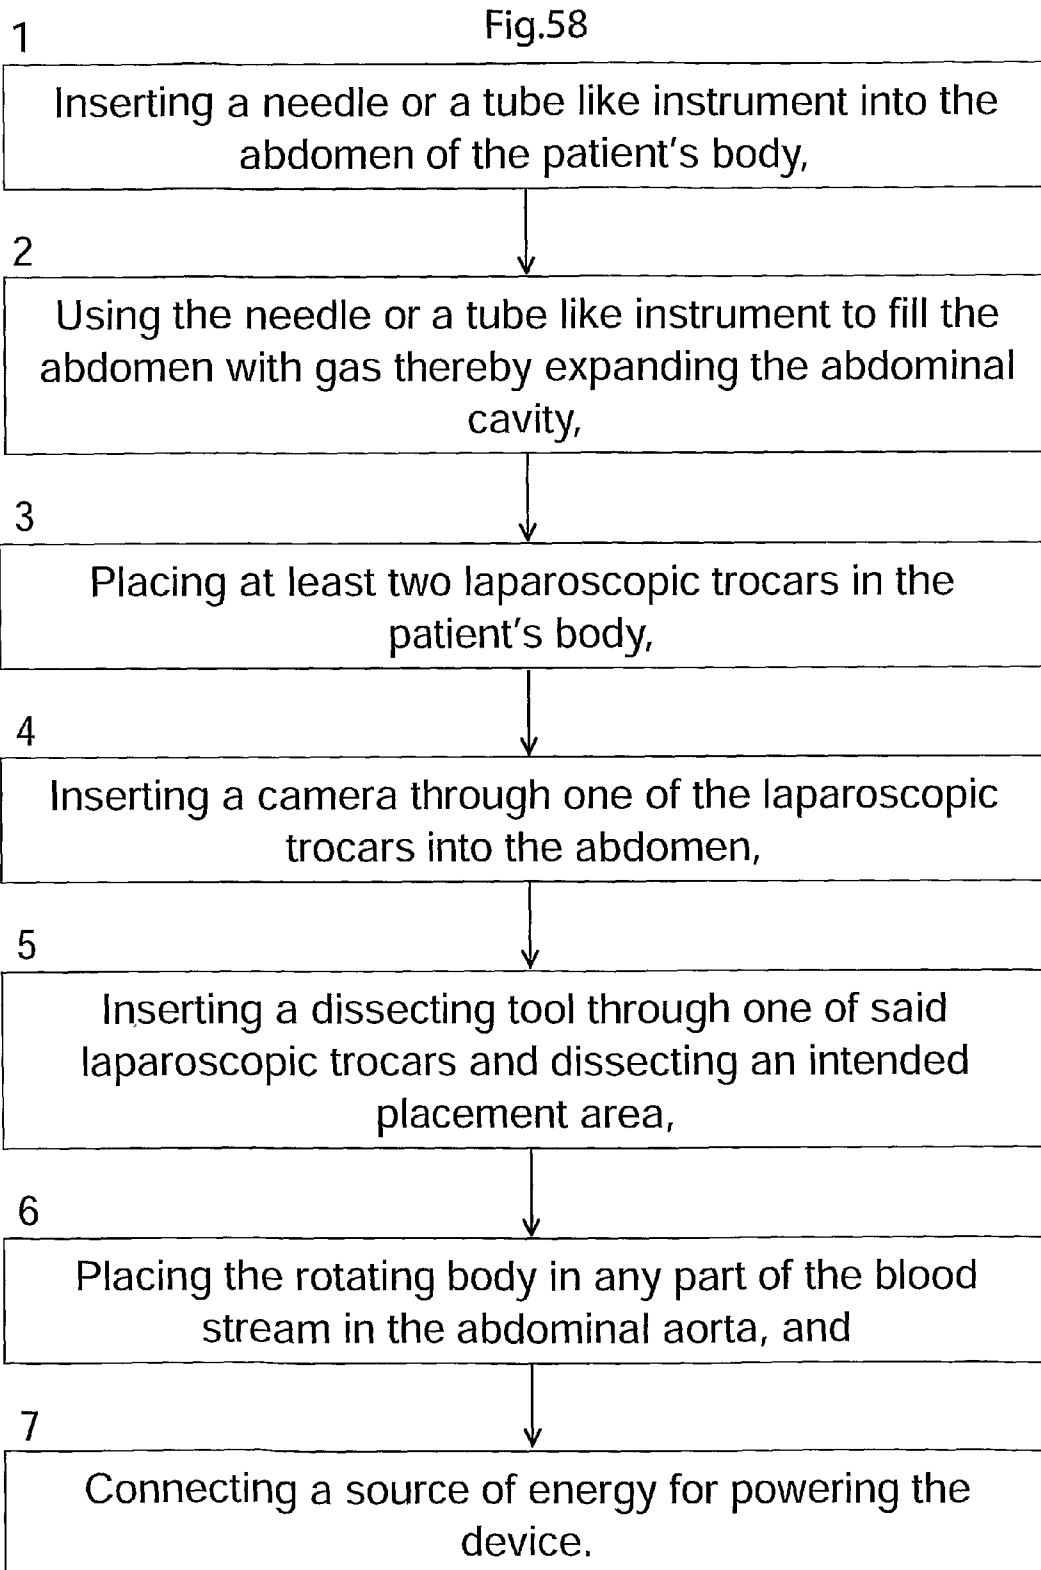 Fig.58
1
Inserting a needle or a tube like instrument into the
abdomen of the patient's body,
2
Using the needle or a tube like instrument to fill the
abdomen with gas thereby expanding the abdominal
cavity,
3
Placing at least two laparoscopic trocars in the
patient's body,
4
Inserting a camera through one of the laparoscopic
trocars into the abdomen,
5
Inserting a dissecting tool through one of said
laparoscopic trocars and dissecting an intended
placement area,
6
Placing the rotating body in any part of the blood
stream in the abdominal aorta, and
7
Connecting a source of energy for powering the
device.